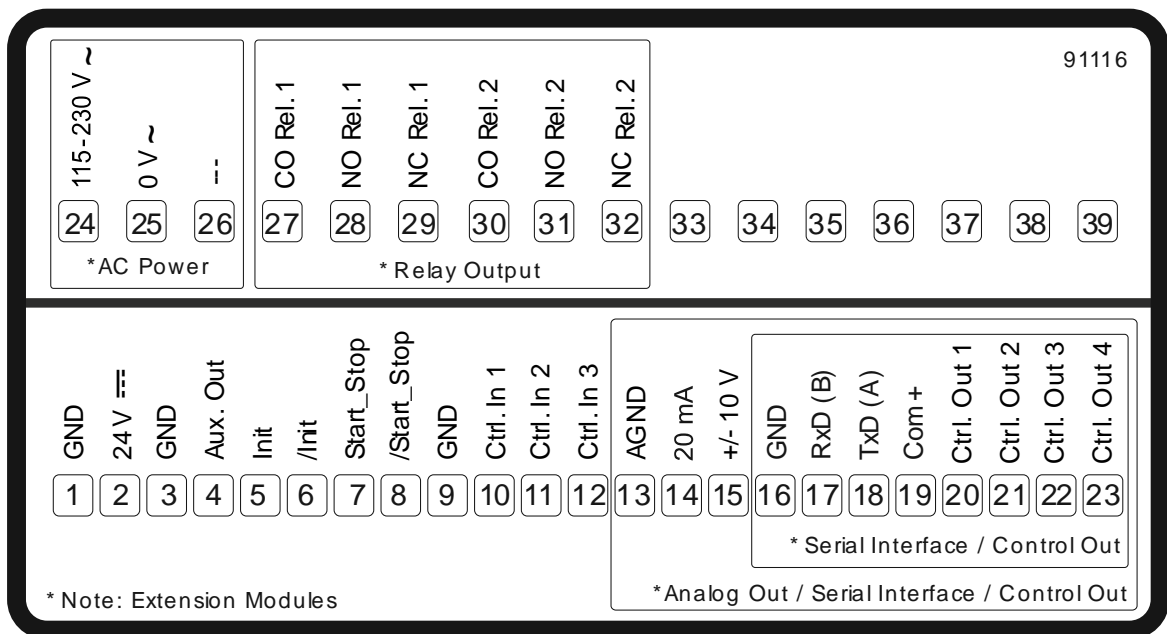 91116
115-230 V ~
0 V ~
---
CO Rel. 1
NO Rel. 1
NC Rel. 1
CO Rel. 2
NO Rel. 2
NC Rel. 2
24 25 26 27 28 29 30 31 32 33 34 35 36 37 38 39
*AC Power
* Relay Output
GND
24 V ⎓
GND
Aux. Out
Init
/Init
Start_Stop
/Start_Stop
GND
Ctrl. In 1
Ctrl. In 2
Ctrl. In 3
AGND
20 mA
+/- 10 V
GND
RxD (B)
TxD (A)
Com+
Ctrl. Out 1
Ctrl. Out 2
Ctrl. Out 3
Ctrl. Out 4
1 2 3 4 5 6 7 8 9 10 11 12 13 14 15 16 17 18 19 20 21 22 23
* Serial Interface / Control Out
*Analog Out / Serial Interface / Control Out
* Note: Extension Modules